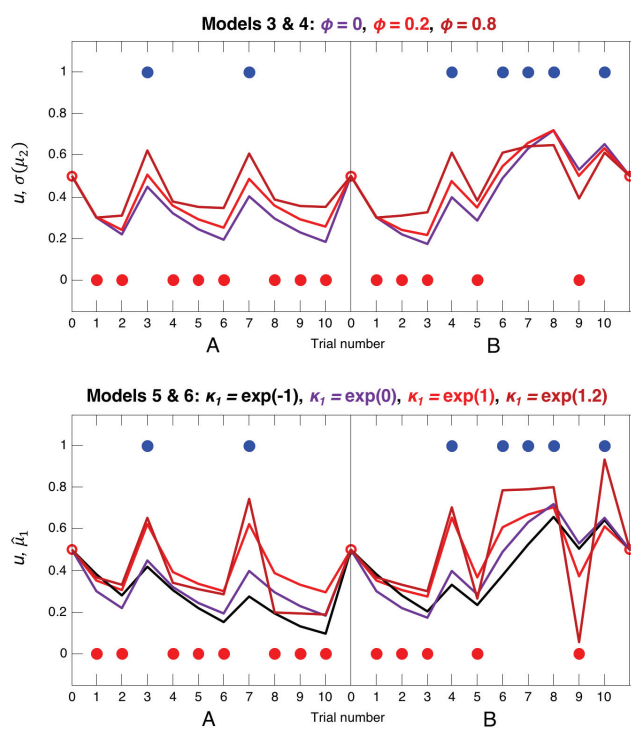 Models 3 & 4: ϕ = 0, ϕ = 0.2, ϕ = 0.8
1
0.8
0.6
0.4
0.2
0
u, σ(μ₂)
0 1 2 3 4 5 6 7 8 9 10 0 1 2 3 4 5 6 7 8 9 10
A Trial number B
Models 5 & 6: κ₁ = exp(-1), κ₁ = exp(0), κ₁ = exp(1), κ₁ = exp(1.2)
1
0.8
0.6
0.4
0.2
0
u, μ̂₁
0 1 2 3 4 5 6 7 8 9 10 0 1 2 3 4 5 6 7 8 9 10 11
A Trial number B